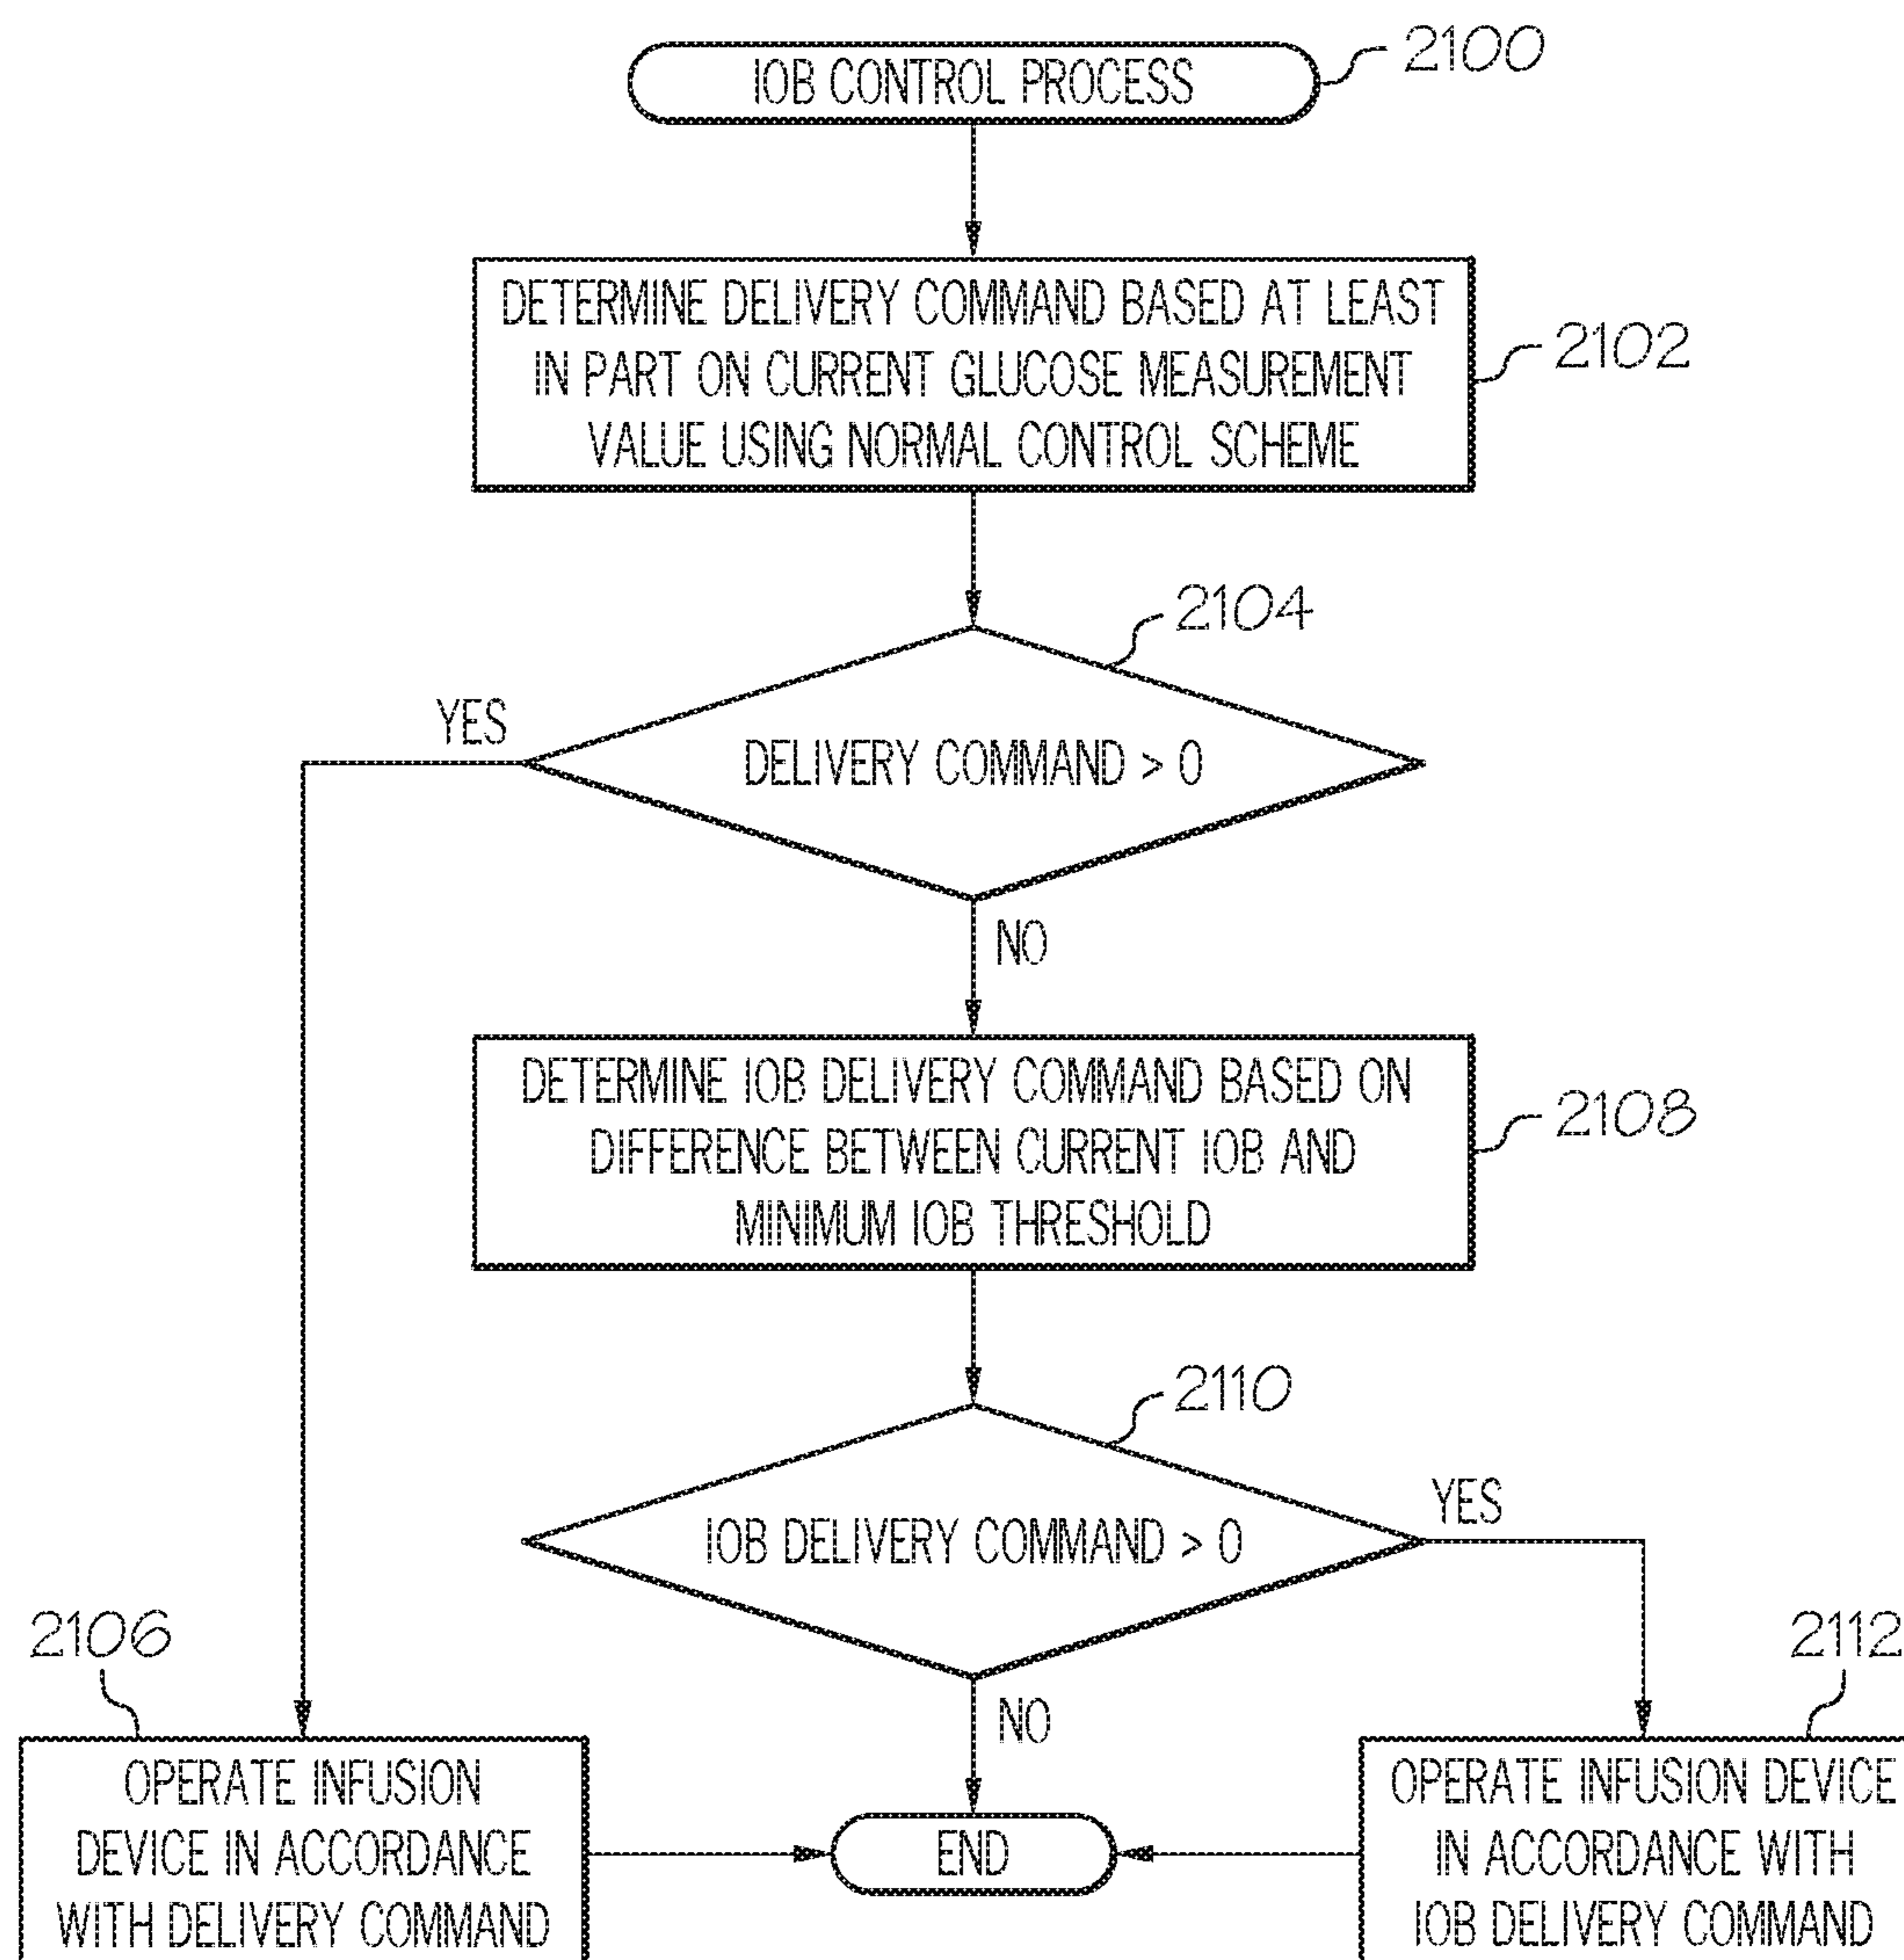 IOB CONTROL PROCESS
2100
DETERMINE DELIVERY COMMAND BASED AT LEAST
IN PART ON CURRENT GLUCOSE MEASUREMENT
VALUE USING NORMAL CONTROL SCHEME
2102
2104
YES
DELIVERY COMMAND > 0
NO
DETERMINE IOB DELIVERY COMMAND BASED ON
DIFFERENCE BETWEEN CURRENT IOB AND
MINIMUM IOB THRESHOLD
2108
2110
YES
IOB DELIVERY COMMAND > 0
NO
2106
OPERATE INFUSION
DEVICE IN ACCORDANCE
WITH DELIVERY COMMAND
END
2112
OPERATE INFUSION DEVICE
IN ACCORDANCE WITH
IOB DELIVERY COMMAND